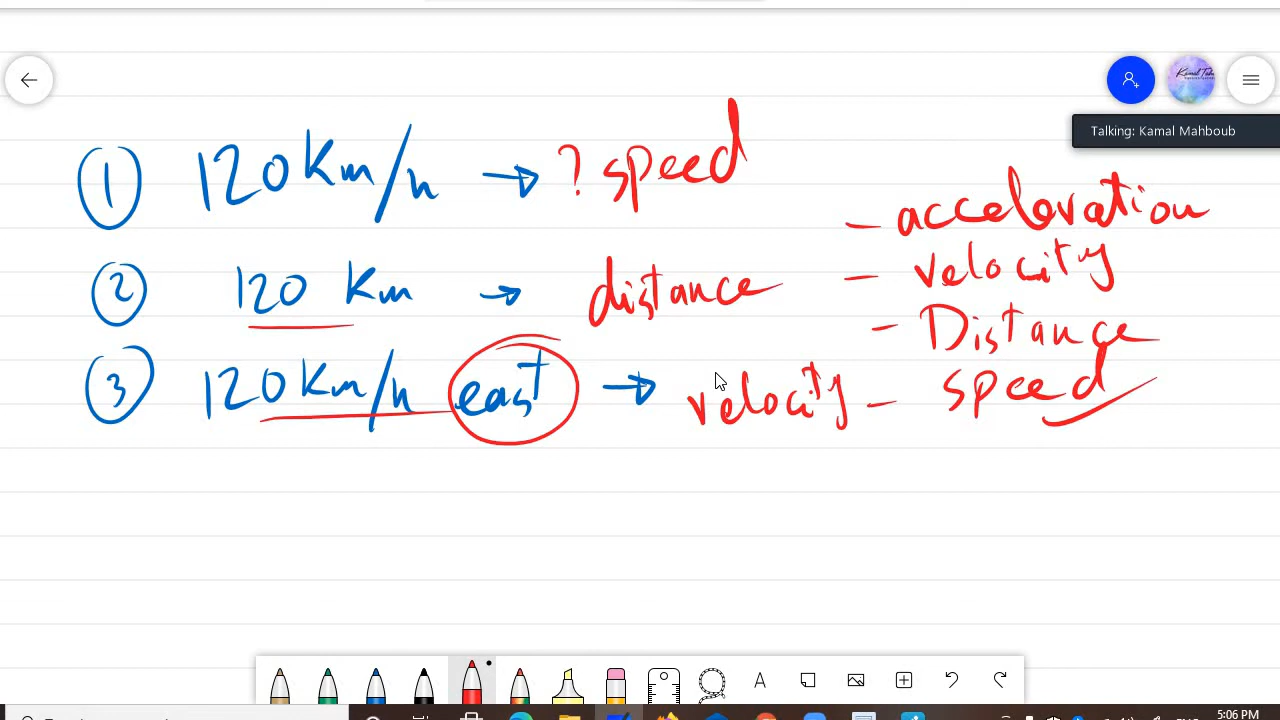 Talking: Kamal Mahboub
① 120 Km/h → ? speed
② 120 Km → distance
③ 120 Km/h east → velocity
- acceleration
- velocity
- Distance
- speed
A
5:06 PM